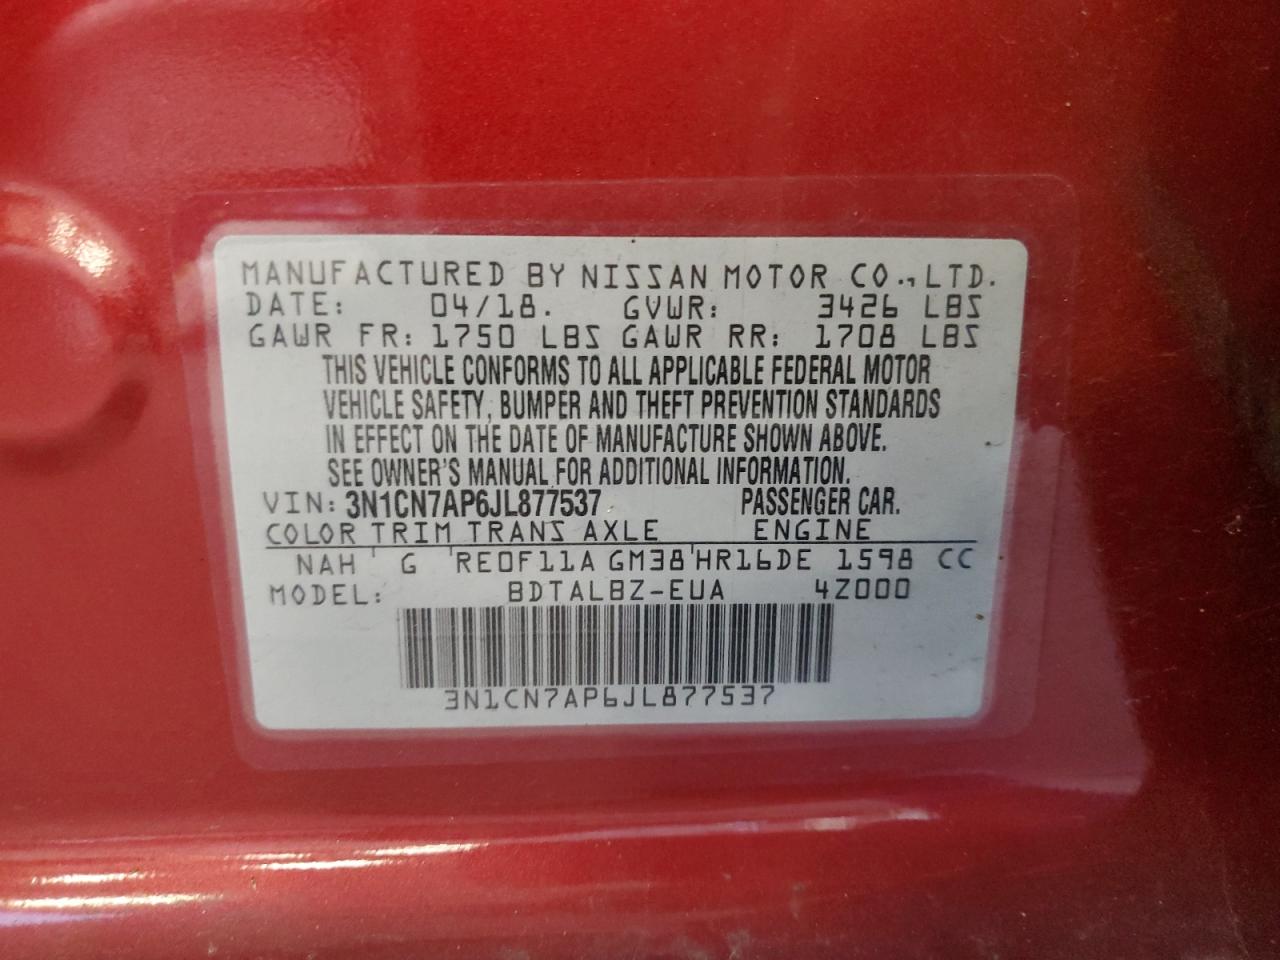 MANUFACTURED BY NISSAN MOTOR CO., LTD.
DATE: 04/18. GVWR: 3426 LBS
GAWR FR: 1750 LBS GAWR RR: 1708 LBS
THIS VEHICLE CONFORMS TO ALL APPLICABLE FEDERAL MOTOR
VEHICLE SAFETY, BUMPER AND THEFT PREVENTION STANDARDS
IN EFFECT ON THE DATE OF MANUFACTURE SHOWN ABOVE.
SEE OWNER'S MANUAL FOR ADDITIONAL INFORMATION.
VIN: 3N1CN7AP6JL877537 PASSENGER CAR.
COLOR TRIM TRANS AXLE ENGINE
NAH ' G ' RE0F11A GM38 ' HR16DE 1598 CC
MODEL: BDTALBZ-EUA 4Z000
3N1CN7AP6JL877537